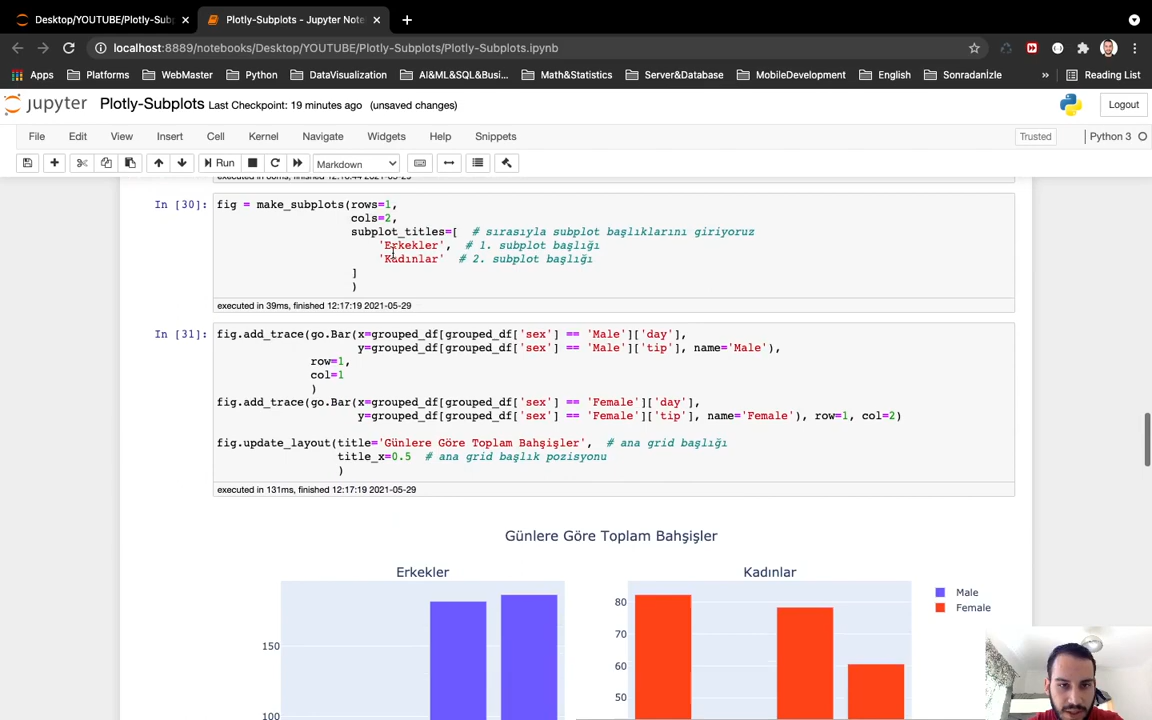 Desktop/YOUTUBE/Plotly-Sub
Plotly-Subplots - Jupyter Note
localhost:8889/notebooks/Desktop/YOUTUBE/Plotly-Subplots/Plotly-Subplots.ipynb
Apps Platforms WebMaster Python DataVisualization AI&ML&SQL&Busi... Math&Statistics Server&Database MobileDevelopment English Sonradanİzle » Reading List
jupyter Plotly-Subplots Last Checkpoint: 19 minutes ago (unsaved changes) Logout
File Edit View Insert Cell Kernel Navigate Widgets Help Snippets Trusted Python 3
Run Markdown
In [30]: fig = make_subplots(rows=1,
cols=2,
subplot_titles=[ # sırasıyla subplot başlıklarını giriyoruz
'Erkekler', # 1. subplot başlığı
'Kadınlar' # 2. subplot başlığı
]
)
executed in 39ms, finished 12:17:19 2021-05-29
In [31]: fig.add_trace(go.Bar(x=grouped_df[grouped_df['sex'] == 'Male']['day'],
y=grouped_df[grouped_df['sex'] == 'Male']['tip'], name='Male'),
row=1,
col=1
)
fig.add_trace(go.Bar(x=grouped_df[grouped_df['sex'] == 'Female']['day'],
y=grouped_df[grouped_df['sex'] == 'Female']['tip'], name='Female'), row=1, col=2)
fig.update_layout(title='Günlere Göre Toplam Bahşişler', # ana grid başlığı
title_x=0.5 # ana grid başlık pozisyonu
)
executed in 131ms, finished 12:17:19 2021-05-29
Günlere Göre Toplam Bahşişler
Erkekler
Kadınlar
Male
Female
150
100
80
70
60
50